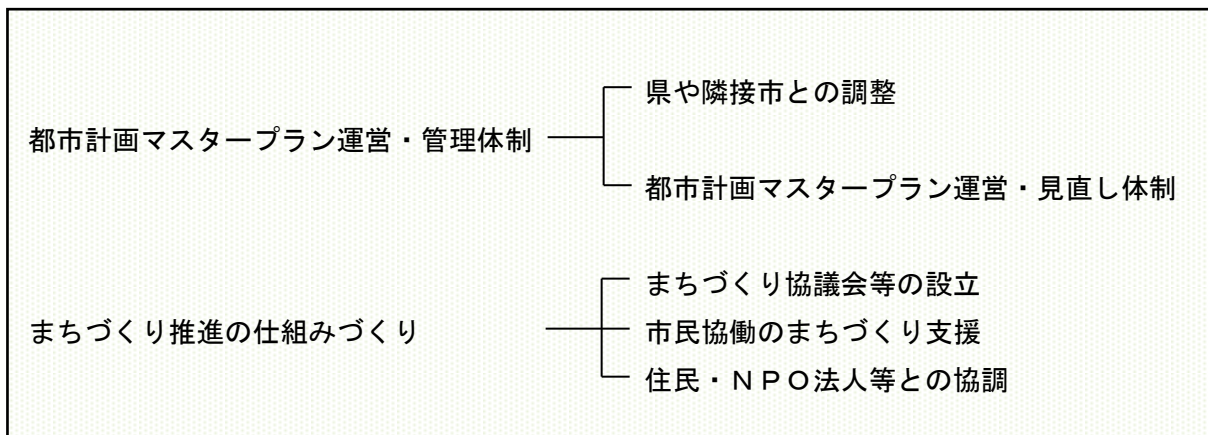 県や隣接市との調整
都市計画マスタープラン運営・管理体制
都市計画マスタープラン運営・見直し体制
まちづくり協議会等の設立
まちづくり推進の仕組みづくり
市民協働のまちづくり支援
住民・ＮＰＯ法人等との協調